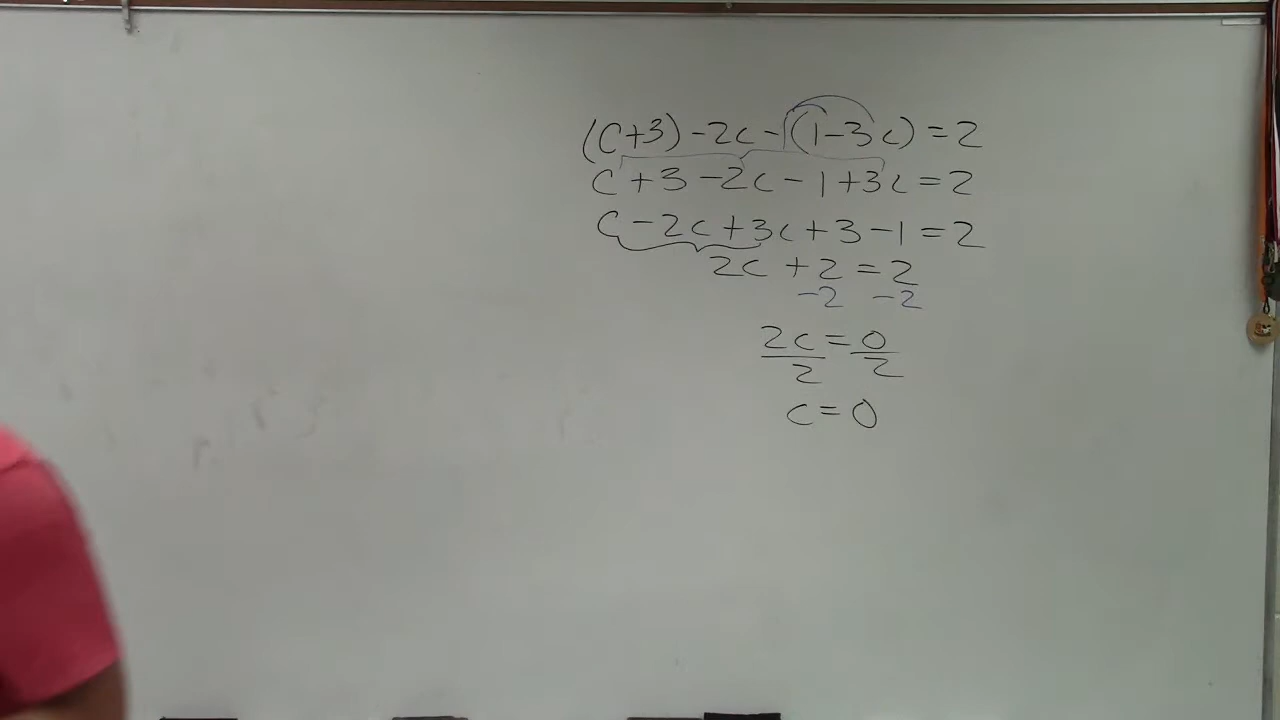 (C+3)-2c-1(1-3c)=2
C+3-2c-1+3c=2
C-2c+3c+3-1=2
2c+2=2
-2 -2
2c=0
2 2
c=0